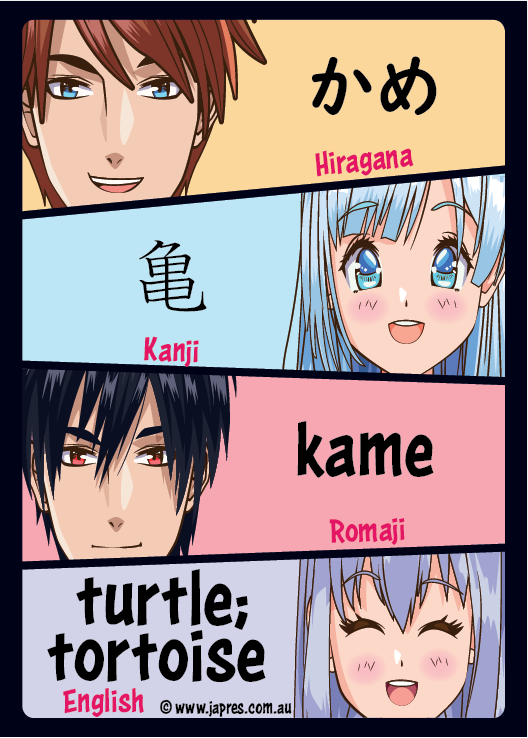 かめ
Hiragana
亀
Kanji
kame
Romaji
turtle;
tortoise
English
© www.japres.com.au